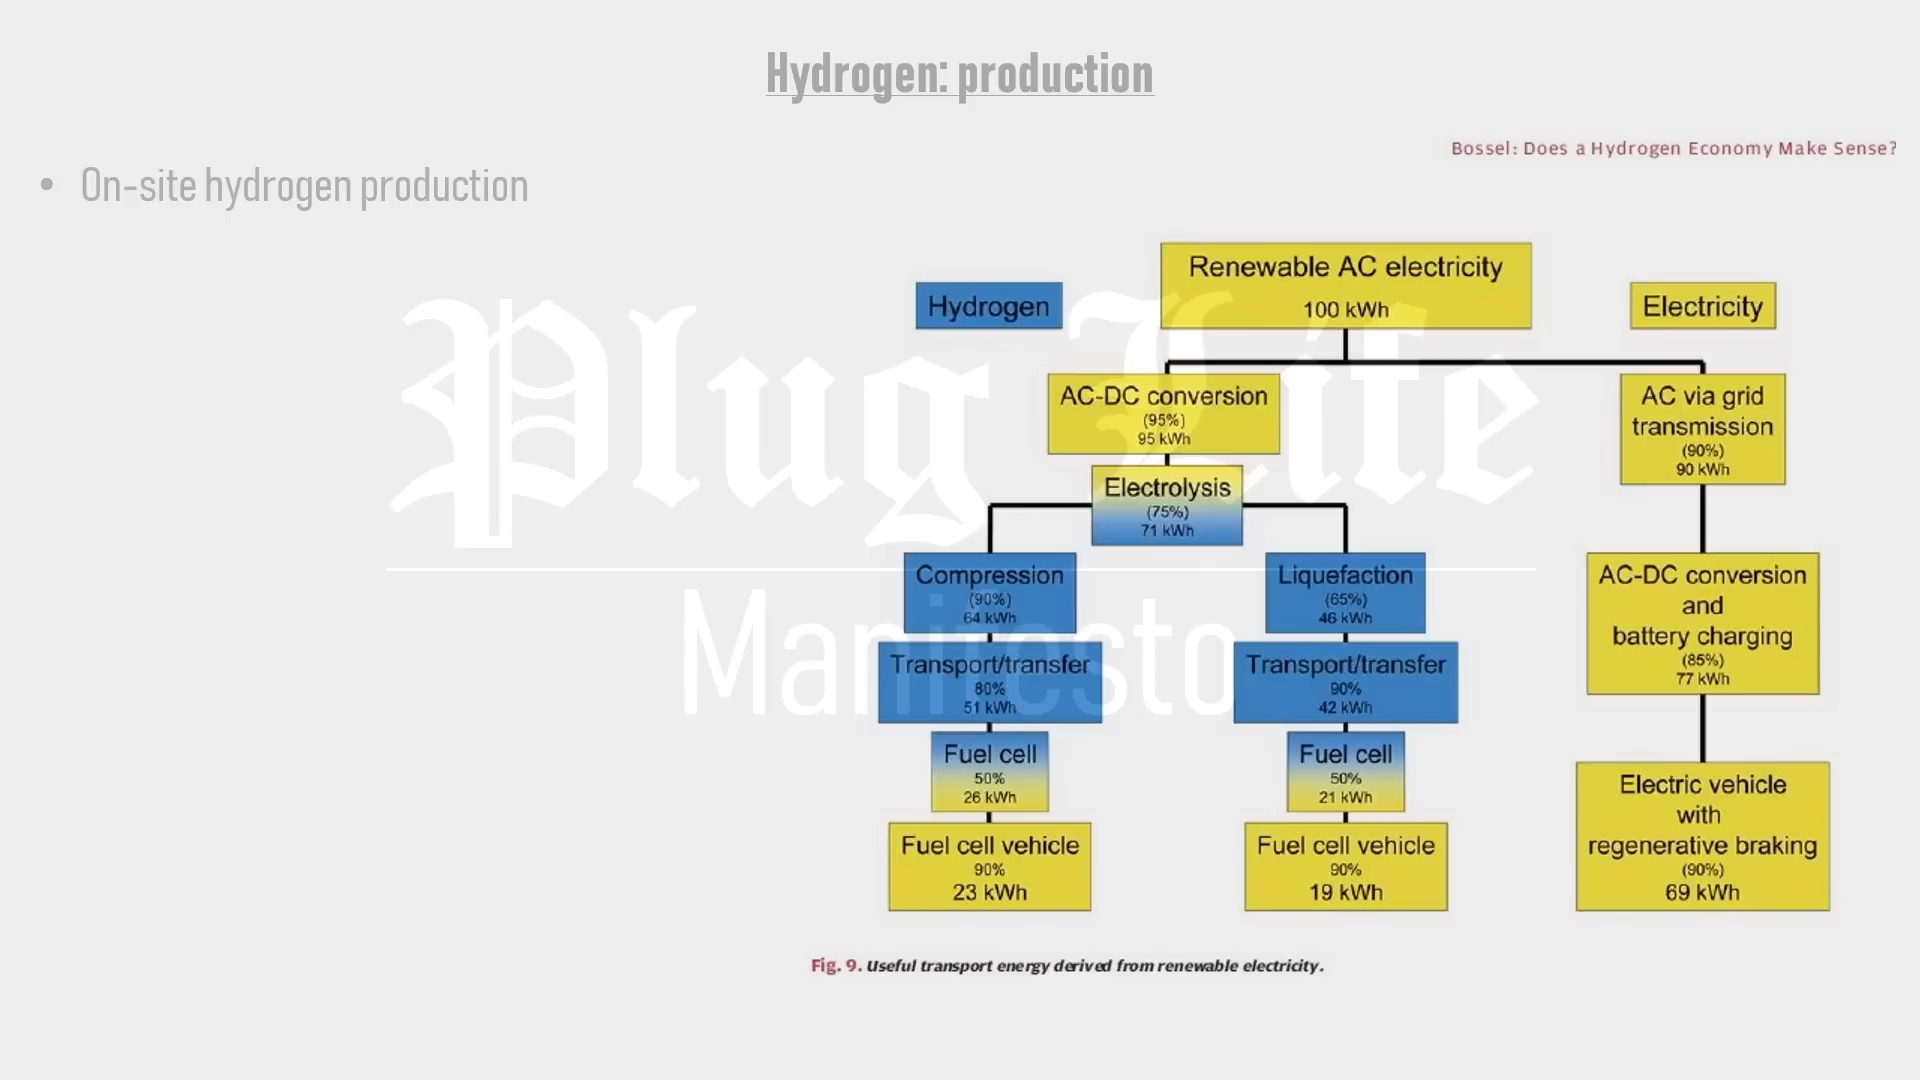 Hydrogen: production
Bossel: Does a Hydrogen Economy Make Sense?
• On-site hydrogen production
Renewable AC electricity
100 kWh
Hydrogen
Electricity
AC-DC conversion
(95%)
95 kWh
AC via grid
transmission
(90%)
90 kWh
Electrolysis
(75%)
71 kWh
Compression
(90%)
64 kWh
Liquefaction
(65%)
46 kWh
AC-DC conversion
and
battery charging
(85%)
77 kWh
Transport/transfer
80%
51 kWh
Transport/transfer
90%
42 kWh
Fuel cell
50%
26 kWh
Fuel cell
50%
21 kWh
Fuel cell vehicle
90%
23 kWh
Fuel cell vehicle
90%
19 kWh
Electric vehicle
with
regenerative braking
(90%)
69 kWh
Fig. 9. Useful transport energy derived from renewable electricity.
Plug Life
Manifesto